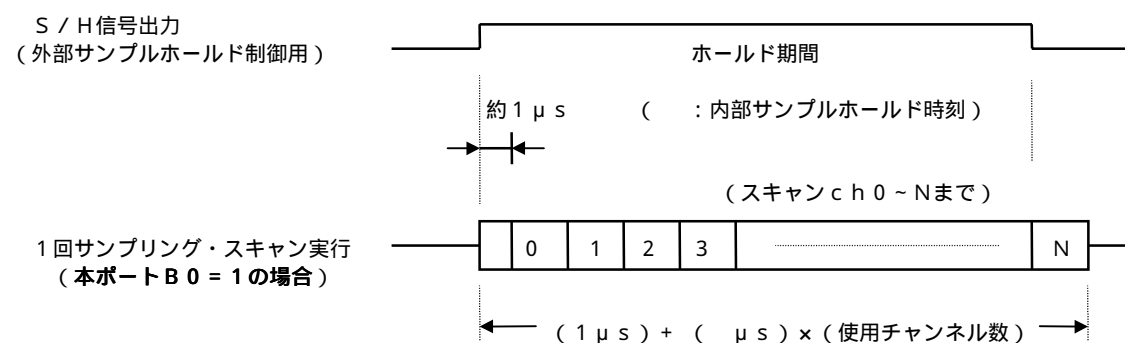 S/H信号出力
(外部サンプルホールド制御用)
ホールド期間
約1μs ( :内部サンプルホールド時刻)
(スキャンch0~Nまで)
1回サンプリング・スキャン実行
(本ポートB0=1の場合)
0 1 2 3 N
(1μs)+( μs)×(使用チャンネル数)